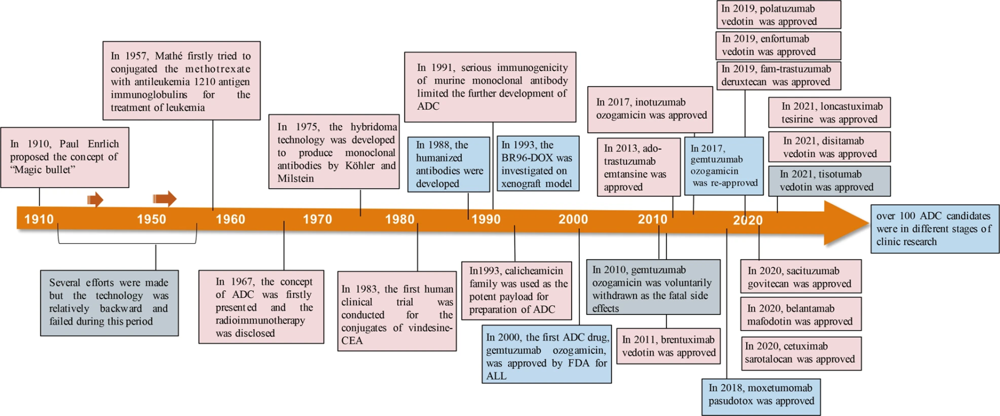 In 1910, Paul Enrlich
proposed the concept of
“Magic bullet”
In 1957, Mathé firstly tried to
conjugated the methotrexate
with antileukemia 1210 antigen
immunoglobulins for the
treatment of leukemia
In 1975, the hybridoma
technology was developed
to produce monoclonal
antibodies by Köhler and
Milstein
In 1991, serious immunogenicity
of murine monoclonal antibody
limited the further development of
ADC
In 1988, the
humanized
antibodies were
developed
In 1993, the
BR96-DOX was
investigated on
xenograft model
In 2017, inotuzumab
ozogamicin was approved
In 2013, ado-
trastuzumab
emtansine was
approved
In 2017,
gemtuzumab
ozogamicin
was re-approved
In 2019, polatuzumab
vedotin was approved
In 2019, enfortumab
vedotin was approved
In 2019, fam-trastuzumab
deruxtecan was approved
In 2021, loncastuximab
tesirine was approved
In 2021, disitamab
vedotin was approved
In 2021, tisotumab
vedotin was approved
1910 1950 1960 1970 1980 1990 2000 2010 2020
over 100 ADC candidates
were in different stages of
clinic research
Several efforts were made
but the technology was
relatively backward and
failed during this period
In 1967, the concept
of ADC was firstly
presented and the
radioimmunotherapy
was disclosed
In 1983, the first human
clinical trial was
conducted for the
conjugates of vindesine-
CEA
In1993, calicheamicin
family was used as the
potent payload for
preparation of ADC
In 2000, the first ADC drug,
gemtuzumab ozogamicin,
was approved by FDA for
ALL
In 2010, gemtuzumab
ozogamicin was voluntarily
withdrawn as the fatal side
effects
In 2011, brentuximab
vedotin was approved
In 2018, moxetumomab
pasudotox was approved
In 2020, sacituzumab
govitecan was approved
In 2020, belantamab
mafodotin was approved
In 2020, cetuximab
sarotalocan was approved